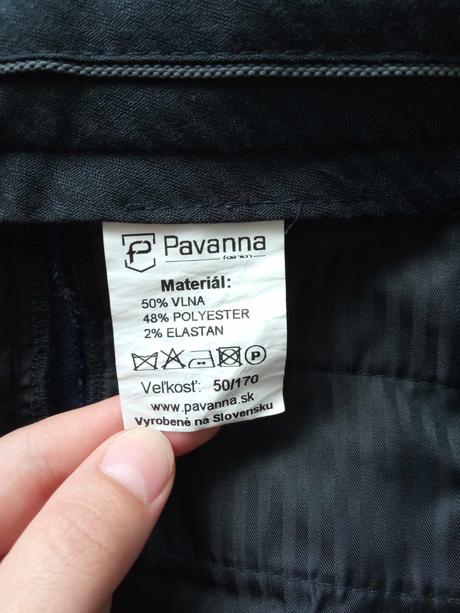 Pavanna
fashion
Materiál:
50% VLNA
48% POLYESTER
2% ELASTAN
P
Veľkosť: 50/170
www.pavanna.sk
Vyrobené na Slovensku